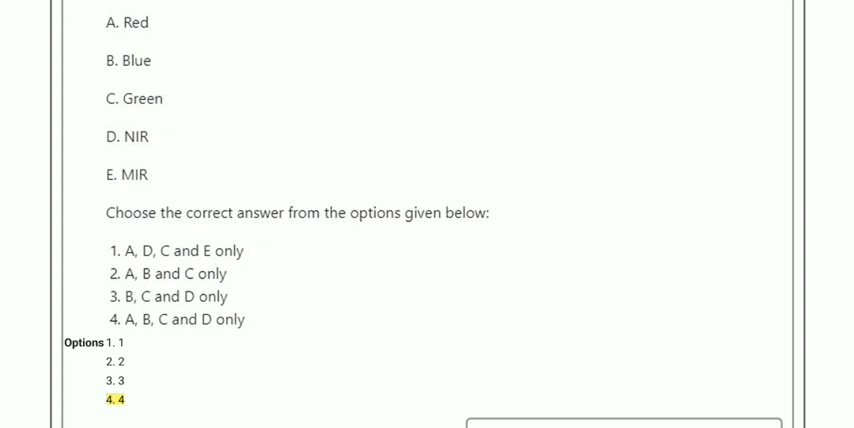 A. Red
B. Blue
C. Green
D. NIR
E. MIR
Choose the correct answer from the options given below:
1. A, D, C and E only
2. A, B and C only
3. B, C and D only
4. A, B, C and D only
Options 1. 1
2. 2
3. 3
4. 4